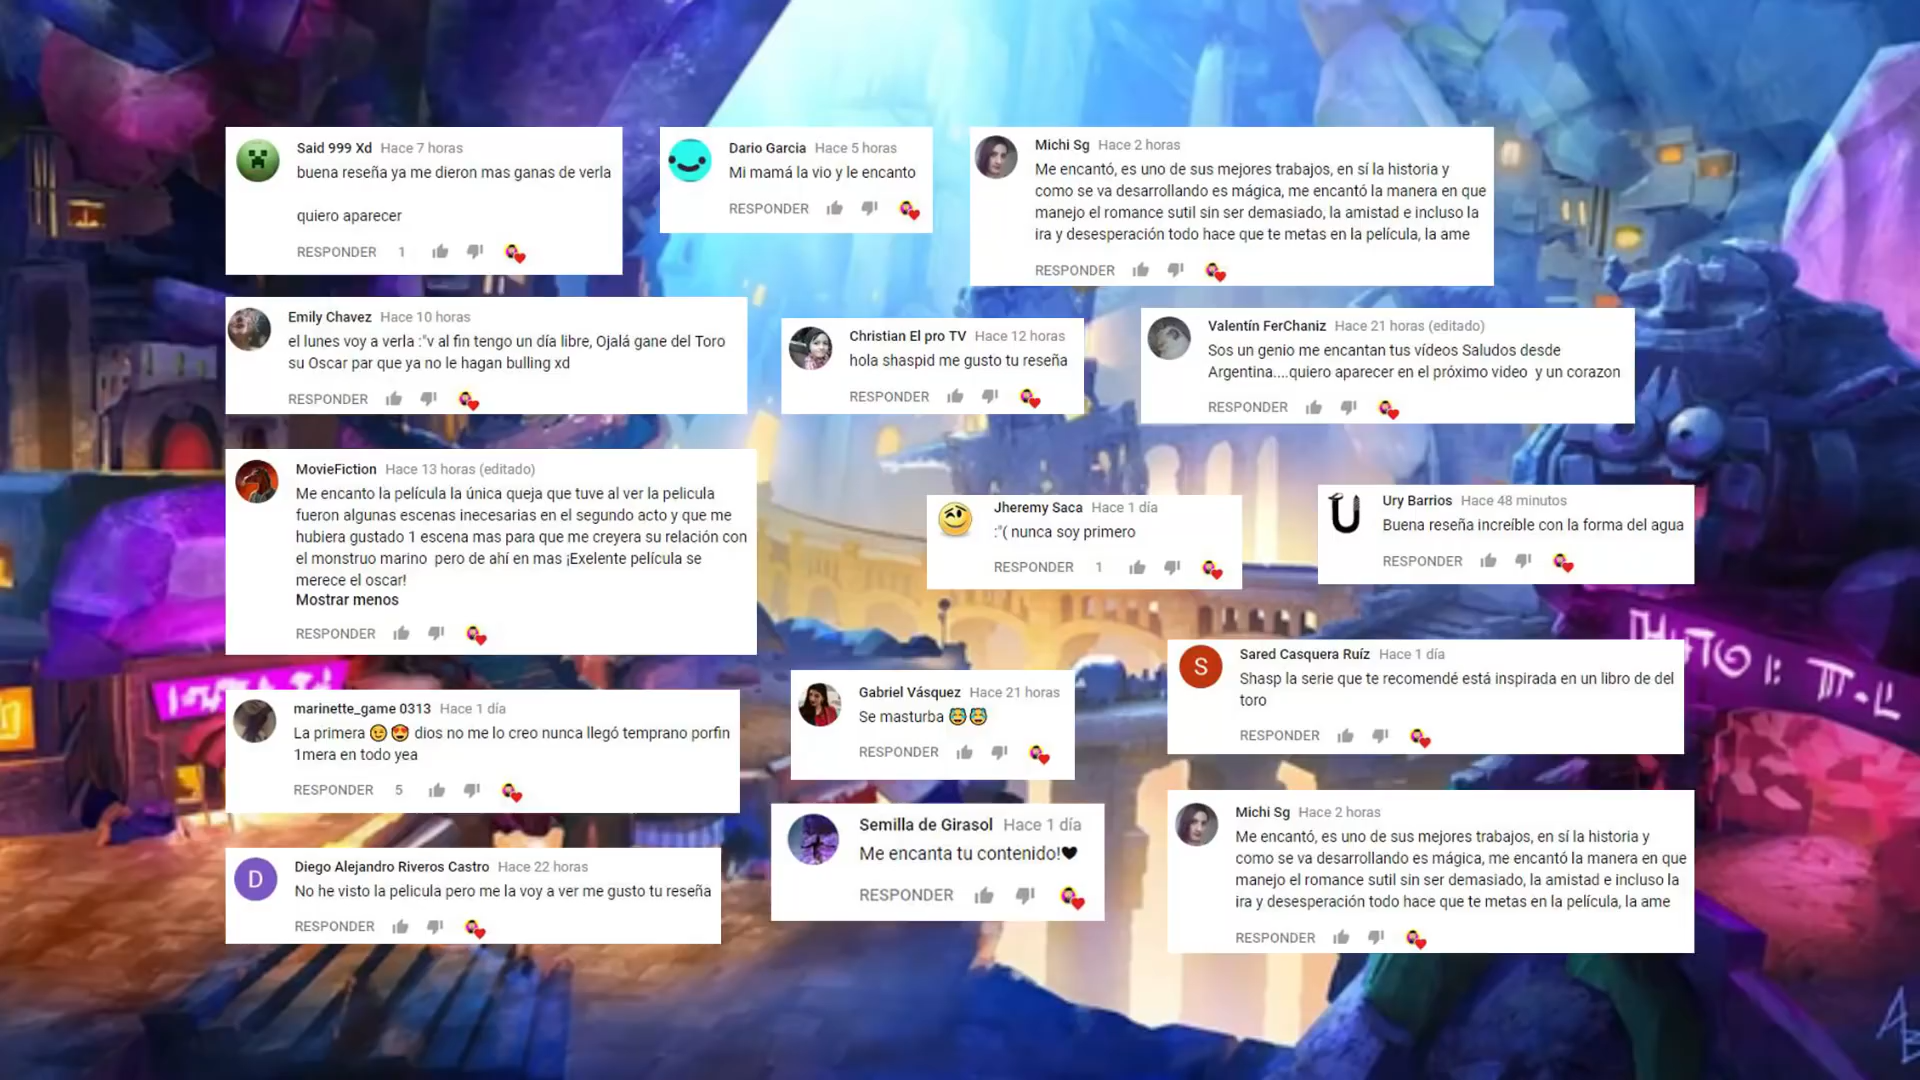 Said 999 Xd Hace 7 horas
buena reseña ya me dieron mas ganas de verla
quiero aparecer
RESPONDER 1
Dario Garcia Hace 5 horas
Mi mamá la vio y le encanto
RESPONDER
Michi Sg Hace 2 horas
Me encantó, es uno de sus mejores trabajos, en sí la historia y
como se va desarrollando es mágica, me encantó la manera en que
manejo el romance sutil sin ser demasiado, la amistad e incluso la
ira y desesperación todo hace que te metas en la película, la ame
RESPONDER
Emily Chavez Hace 10 horas
el lunes voy a verla :"v al fin tengo un día libre, Ojalá gane del Toro
su Oscar par que ya no le hagan bulling xd
RESPONDER
Christian El pro TV Hace 12 horas
hola shaspid me gusto tu reseña
RESPONDER
Valentín FerChaniz Hace 21 horas (editado)
Sos un genio me encantan tus vídeos Saludos desde
Argentina....quiero aparecer en el próximo video y un corazon
RESPONDER
MovieFiction Hace 13 horas (editado)
Me encanto la película la única queja que tuve al ver la pelicula
fueron algunas escenas inecesarias en el segundo acto y que me
hubiera gustado 1 escena mas para que me creyera su relación con
el monstruo marino pero de ahí en mas ¡Exelente película se
merece el oscar!
Mostrar menos
RESPONDER
Jheremy Saca Hace 1 día
:"( nunca soy primero
RESPONDER 1
Ury Barrios Hace 48 minutos
Buena reseña increíble con la forma del agua
RESPONDER
marinette_game 0313 Hace 1 día
La primera 😉😍 dios no me lo creo nunca llegó temprano porfin
1mera en todo yea
RESPONDER 5
Gabriel Vásquez Hace 21 horas
Se masturba 😂😂
RESPONDER
S
Sared Casquera Ruíz Hace 1 día
Shasp la serie que te recomendé está inspirada en un libro de del
toro
RESPONDER
D
Diego Alejandro Riveros Castro Hace 22 horas
No he visto la pelicula pero me la voy a ver me gusto tu reseña
RESPONDER
Semilla de Girasol Hace 1 día
Me encanta tu contenido!♥
RESPONDER
Michi Sg Hace 2 horas
Me encantó, es uno de sus mejores trabajos, en sí la historia y
como se va desarrollando es mágica, me encantó la manera en que
manejo el romance sutil sin ser demasiado, la amistad e incluso la
ira y desesperación todo hace que te metas en la película, la ame
RESPONDER